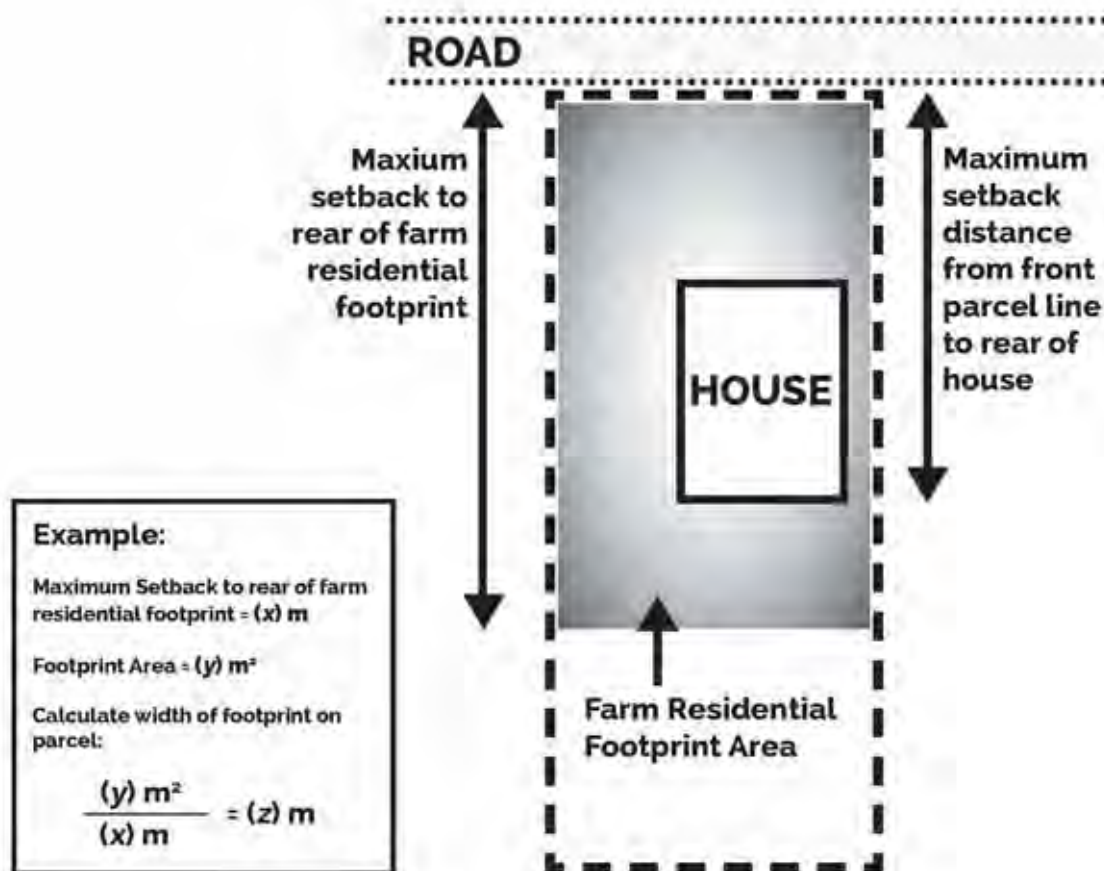 ROAD
Maxium
setback to
rear of farm
residential
footprint
Maximum
setback
distance
from front
parcel line
to rear of
house
HOUSE
Farm Residential
Footprint Area
Example:
Maximum Setback to rear of farm
residential footprint = (x) m
Footprint Area = (y) m²
Calculate width of footprint on
parcel:
(y) m²
(x) m
= (z) m